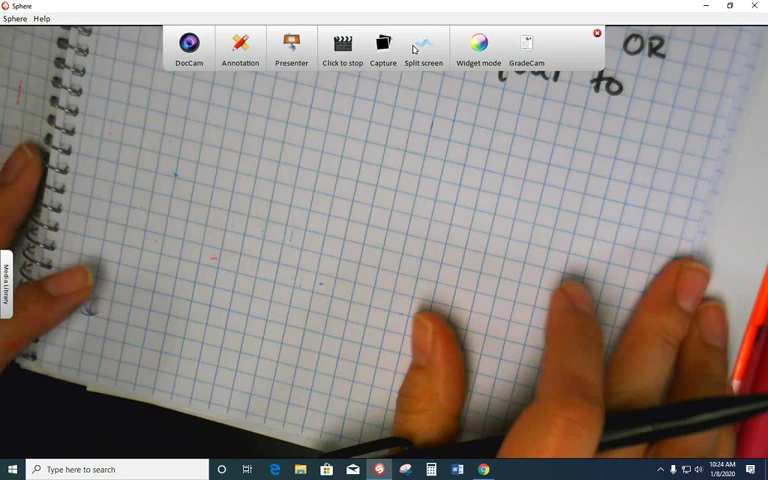 Sphere
Sphere Help
DocCam Annotation Presenter Click to stop Capture Split screen Widget mode GradeCam
OR
to
Media Library
Type here to search
10:24 AM
1/8/2020